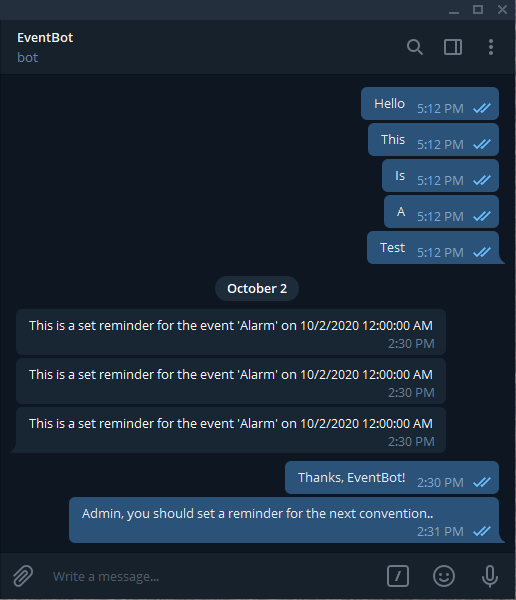 EventBot
bot
Hello 5:12 PM
This 5:12 PM
Is 5:12 PM
A 5:12 PM
Test 5:12 PM
October 2
This is a set reminder for the event 'Alarm' on 10/2/2020 12:00:00 AM
2:30 PM
This is a set reminder for the event 'Alarm' on 10/2/2020 12:00:00 AM
2:30 PM
This is a set reminder for the event 'Alarm' on 10/2/2020 12:00:00 AM
2:30 PM
Thanks, EventBot! 2:30 PM
Admin, you should set a reminder for the next convention..
2:31 PM
Write a message...